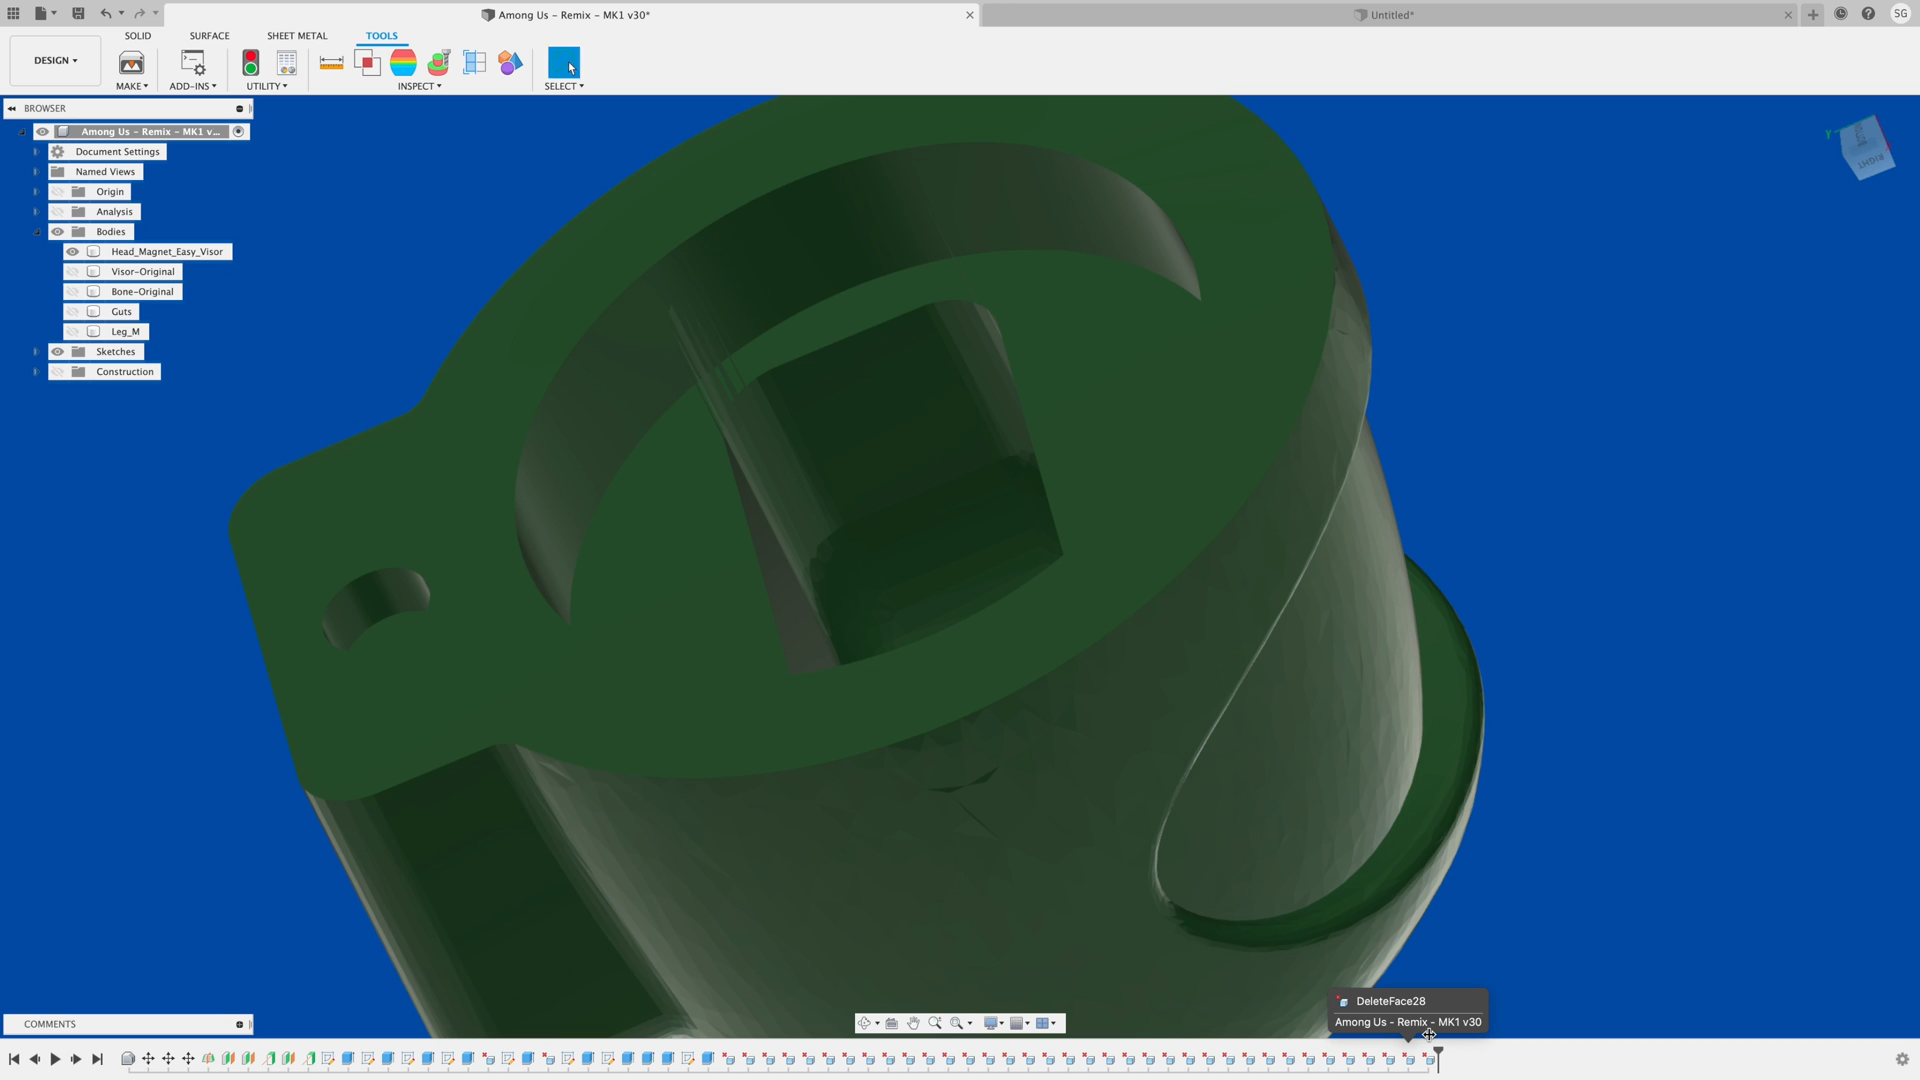 Among Us - Remix - MK1 v30*
Untitled*
SG
SOLID
SURFACE
SHEET METAL
TOOLS
DESIGN
MAKE
ADD-INS
UTILITY
INSPECT
SELECT
BROWSER
Among Us - Remix - MK1 v...
Document Settings
Named Views
Origin
Analysis
Bodies
Head_Magnet_Easy_Visor
Visor-Original
Bone-Original
Guts
Leg_M
Sketches
Construction
Y
RIGHT
COMMENTS
DeleteFace28
Among Us - Remix - MK1 v30